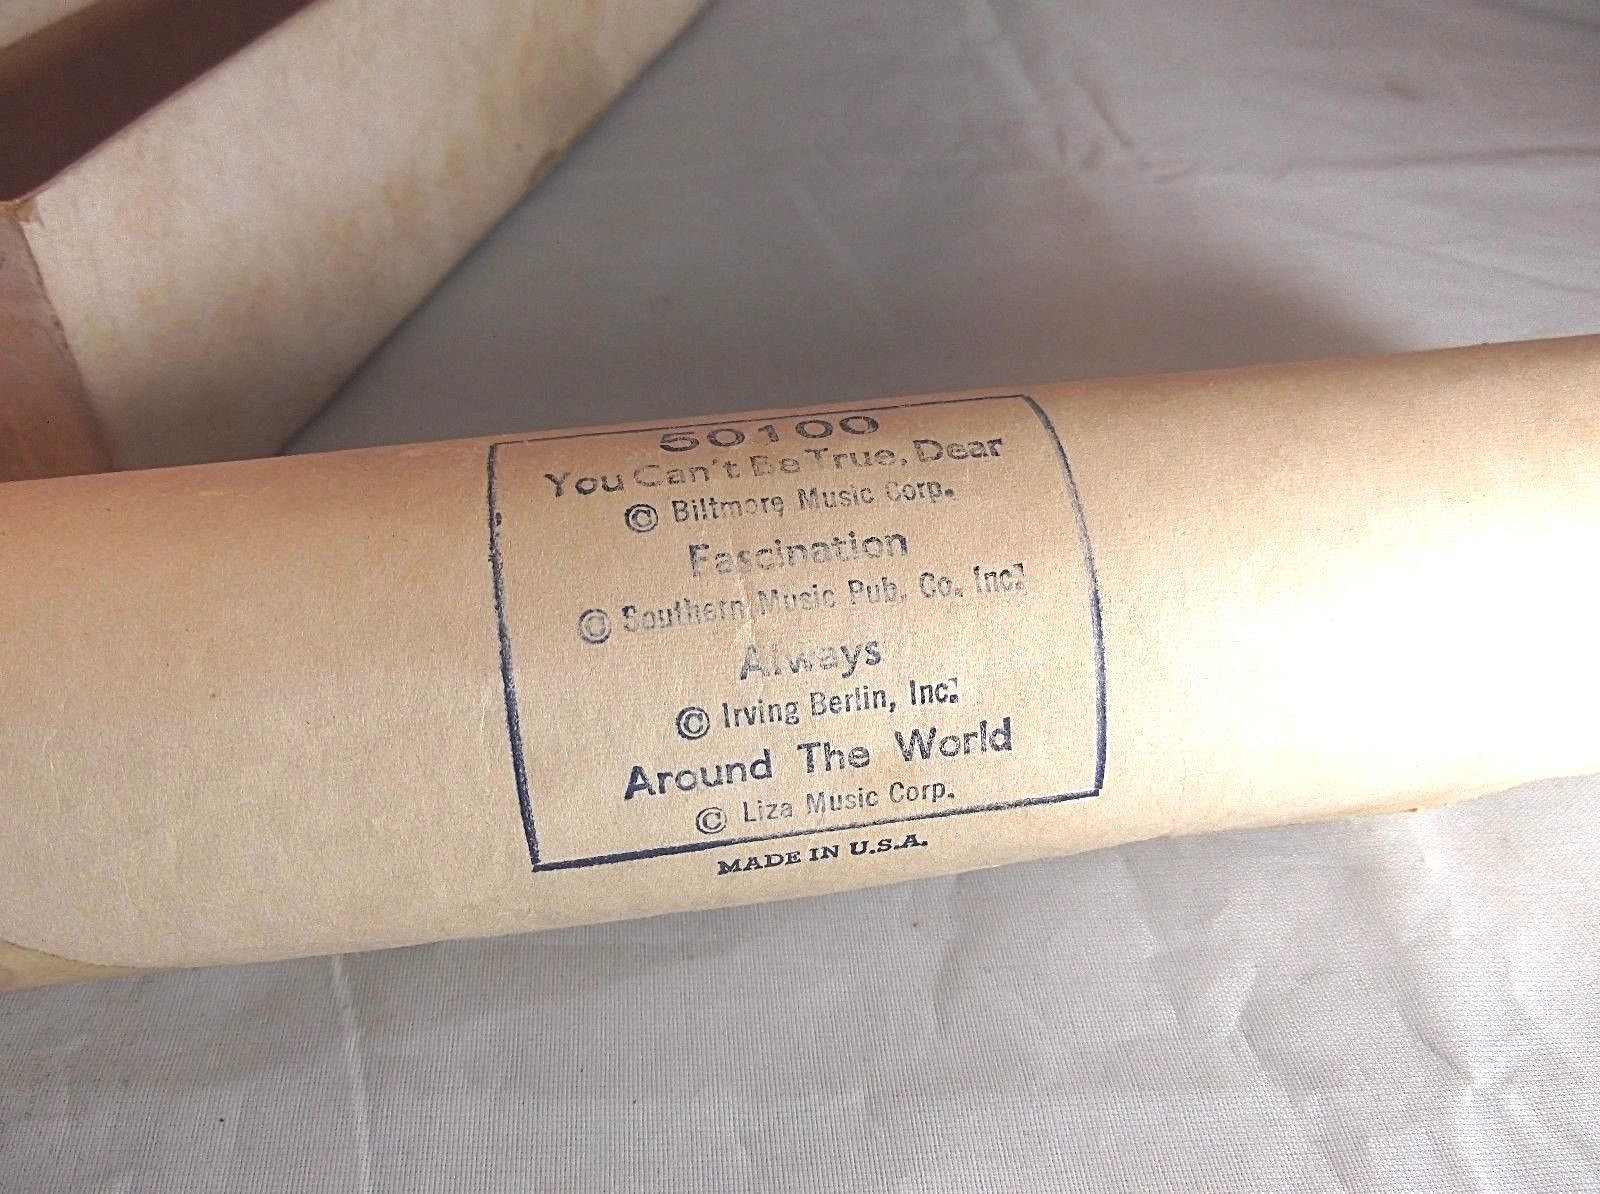 50100
You Can't Be True, Dear
© Biltmore Music Corp.
Fascination
© Southern Music Pub. Co. Inc.
Always
© Irving Berlin, Inc.
Around The World
© Liza Music Corp.
MADE IN U.S.A.